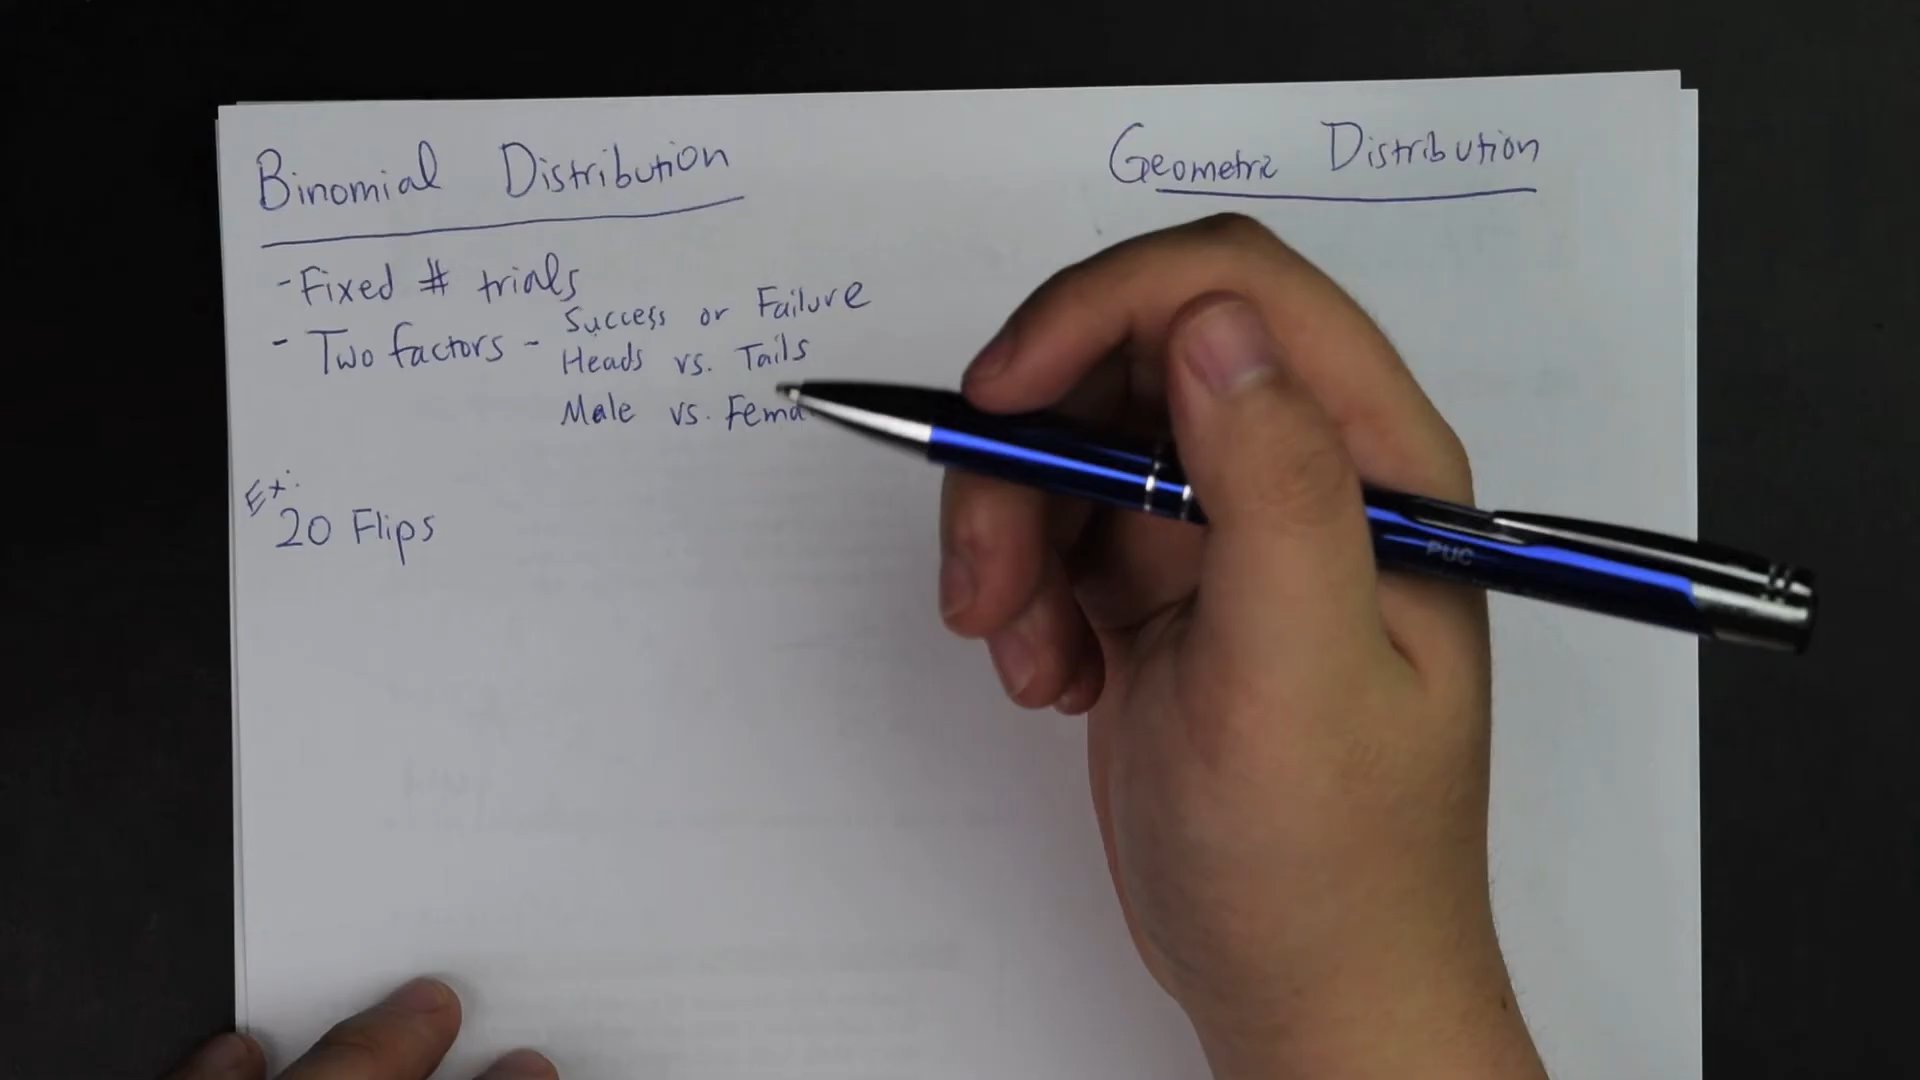 Binomial Distribution
Geometric Distribution
- Fixed # trials
- Two factors - Success or Failure
Heads vs. Tails
Male vs. Fema
Ex:
20 Flips
PUC